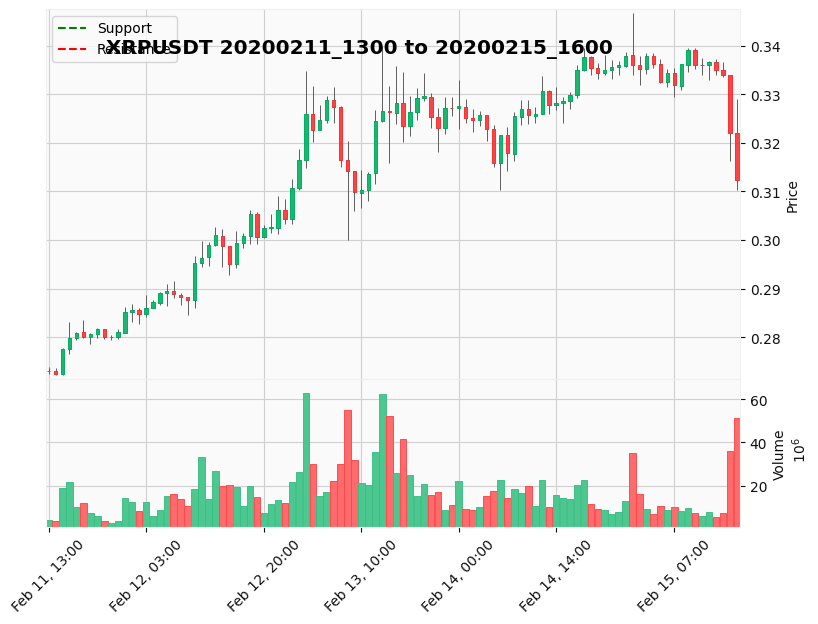 Support
Resistance
XRPUSDT 20200211_1300 to 20200215_1600
0.34
0.33
0.32
0.31
0.30
0.29
0.28
Price
60
40
20
Volume
10^6
Feb 11, 13:00
Feb 12, 03:00
Feb 12, 20:00
Feb 13, 10:00
Feb 14, 00:00
Feb 14, 14:00
Feb 15, 07:00